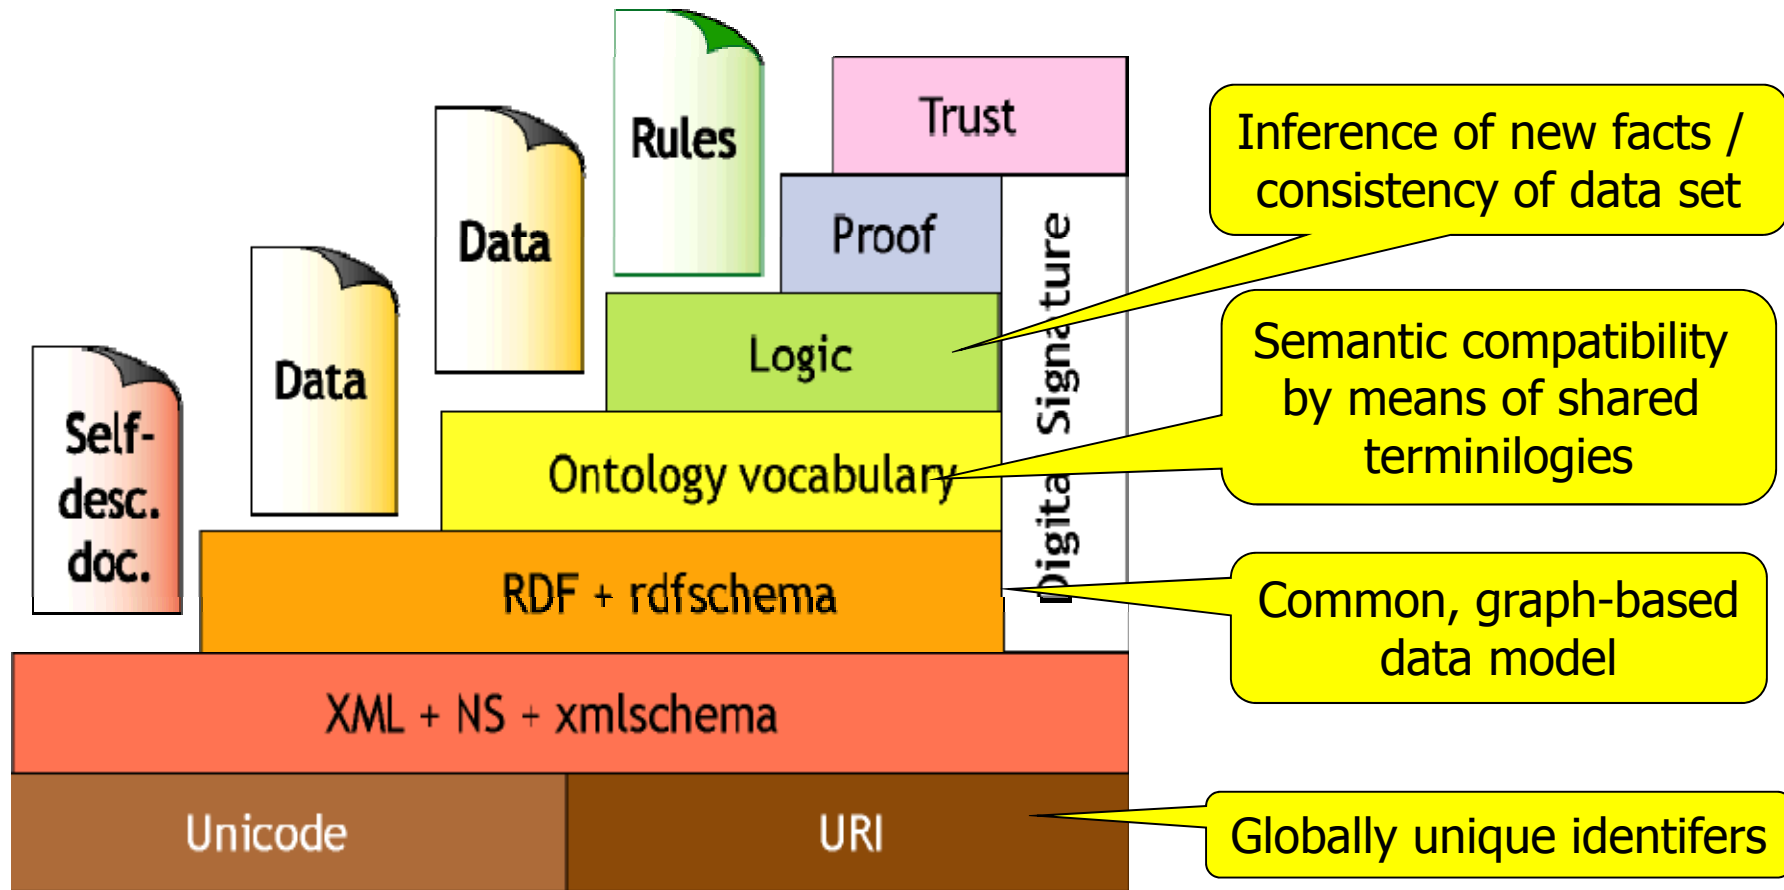 Rules
Trust
Inference of new facts /
consistency of data set
Data
Proof
Digital Signature
Data
Logic
Semantic compatibility
by means of shared
terminilogies
Self-
desc.
doc.
Ontology vocabulary
RDF + rdfschema
Common, graph-based
data model
XML + NS + xmlschema
Unicode
URI
Globally unique identifers